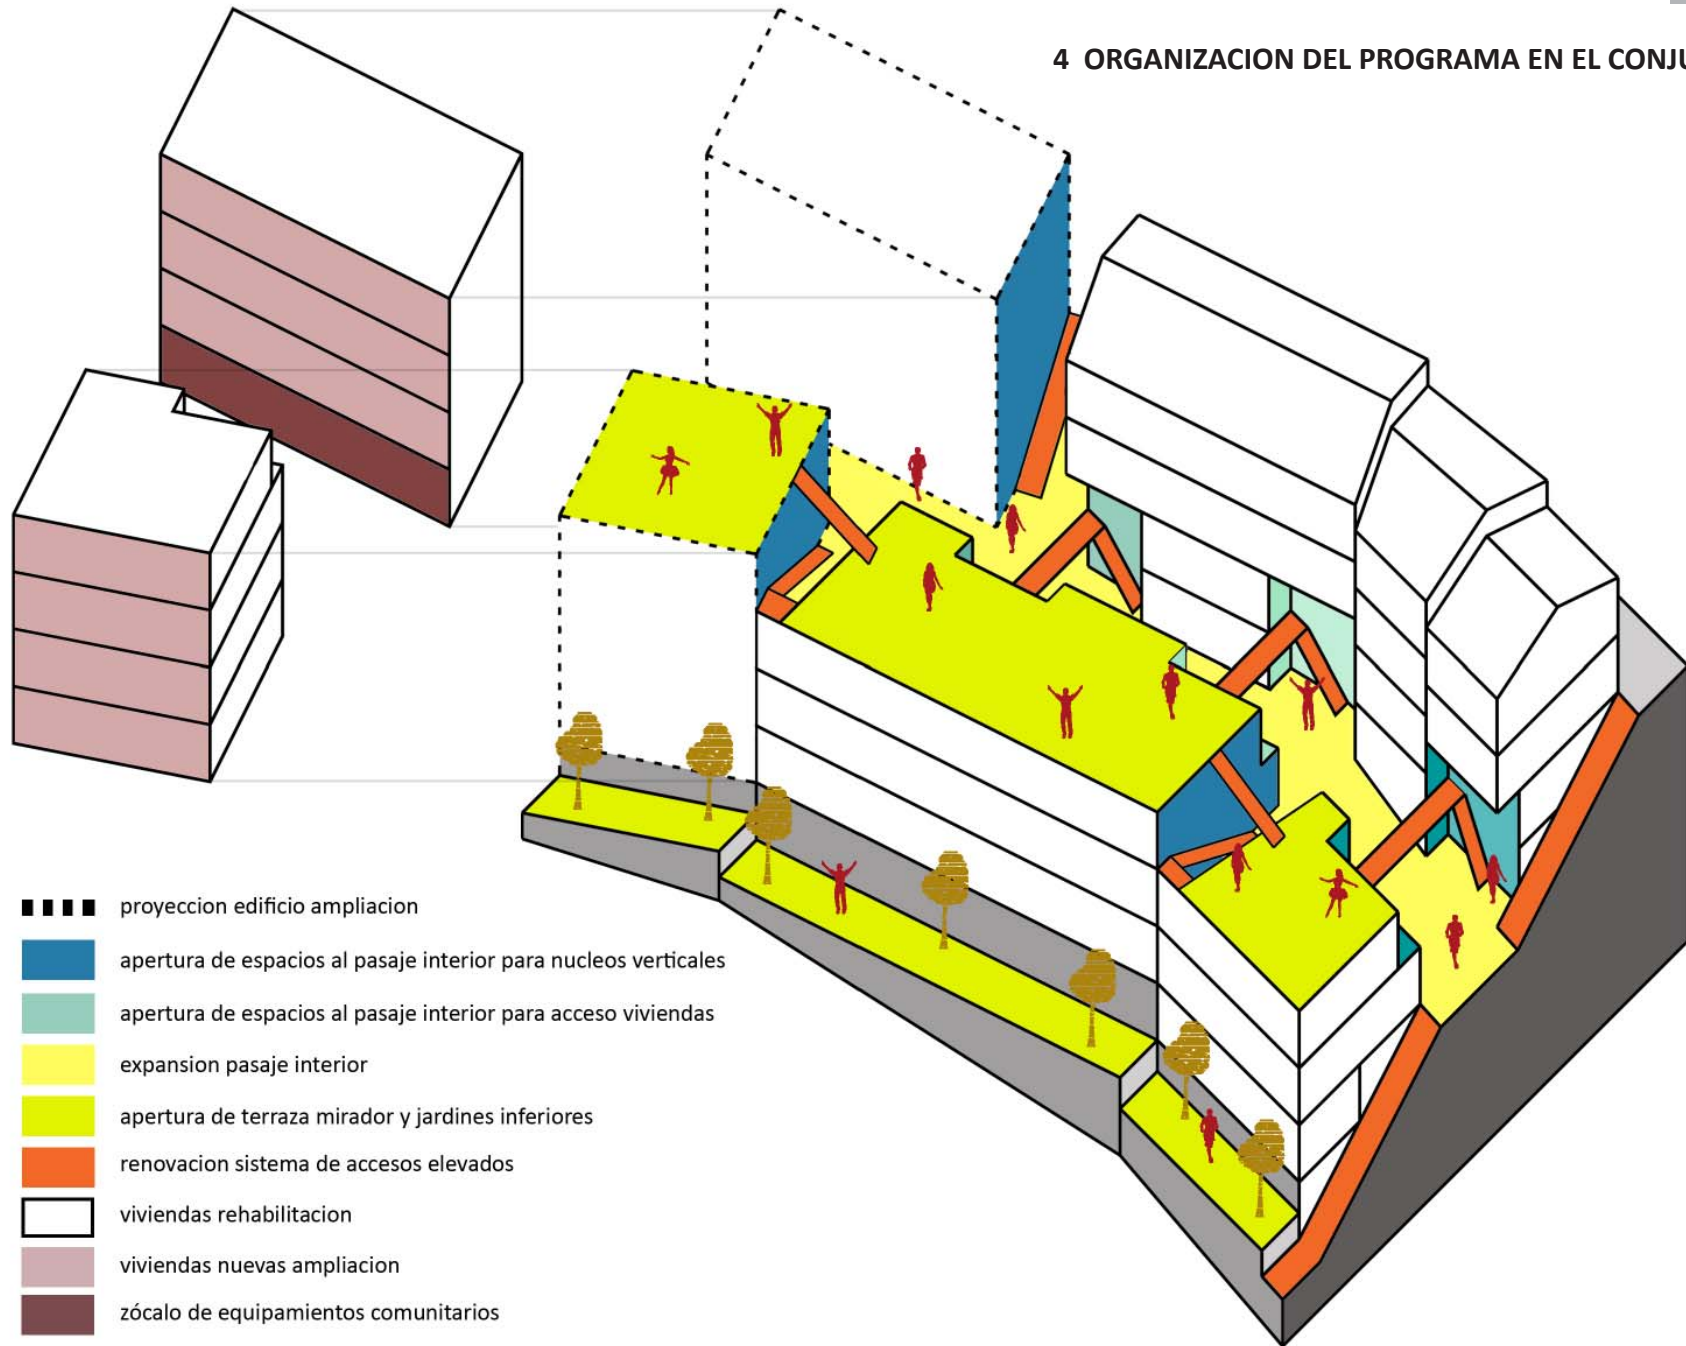 4 ORGANIZACION DEL PROGRAMA EN EL CONJU
proyeccion edificio ampliacion
apertura de espacios al pasaje interior para nucleos verticales
apertura de espacios al pasaje interior para acceso viviendas
expansion pasaje interior
apertura de terraza mirador y jardines inferiores
renovacion sistema de accesos elevados
viviendas rehabilitacion
viviendas nuevas ampliacion
zócalo de equipamientos comunitarios